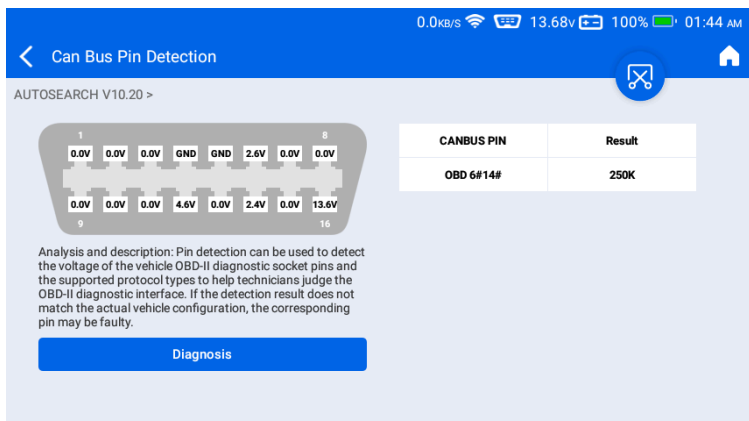 0.0KB/S 13.68V 100% 01:44 AM
Can Bus Pin Detection
AUTOSEARCH V10.20 >
1 8
0.0V 0.0V 0.0V GND GND 2.6V 0.0V 0.0V
0.0V 0.0V 0.0V 4.6V 0.0V 2.4V 0.0V 13.6V
9 16
Analysis and description: Pin detection can be used to detect
the voltage of the vehicle OBD-II diagnostic socket pins and
the supported protocol types to help technicians judge the
OBD-II diagnostic interface. If the detection result does not
match the actual vehicle configuration, the corresponding
pin may be faulty.
Diagnosis
CANBUS PIN Result
OBD 6#14# 250K